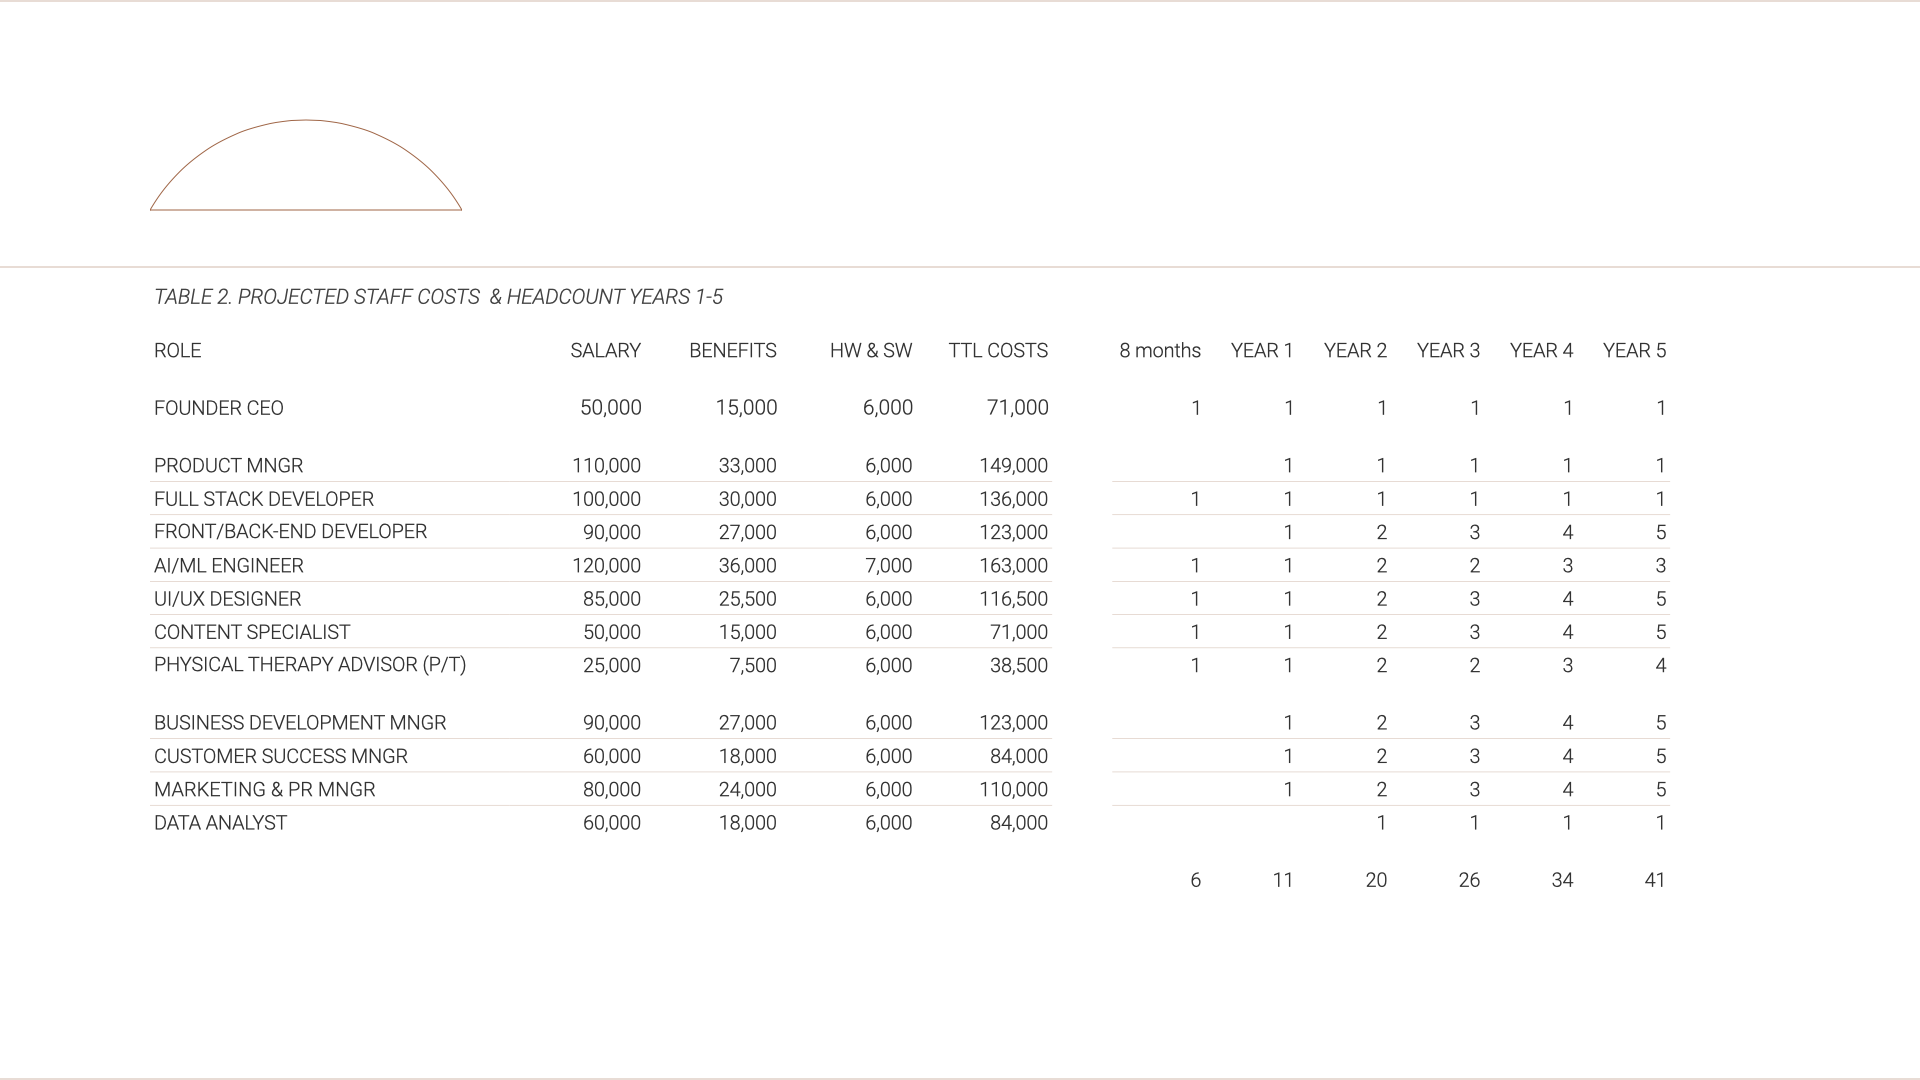 TABLE 2. PROJECTED STAFF COSTS & HEADCOUNT YEARS 1-5
ROLE SALARY BENEFITS HW & SW TTL COSTS 8 months YEAR 1 YEAR 2 YEAR 3 YEAR 4 YEAR 5
FOUNDER CEO 50,000 15,000 6,000 71,000 1 1 1 1 1 1
PRODUCT MNGR 110,000 33,000 6,000 149,000 1 1 1 1 1
FULL STACK DEVELOPER 100,000 30,000 6,000 136,000 1 1 1 1 1 1
FRONT/BACK-END DEVELOPER 90,000 27,000 6,000 123,000 1 2 3 4 5
AI/ML ENGINEER 120,000 36,000 7,000 163,000 1 1 2 2 3 3
UI/UX DESIGNER 85,000 25,500 6,000 116,500 1 1 2 3 4 5
CONTENT SPECIALIST 50,000 15,000 6,000 71,000 1 1 2 3 4 5
PHYSICAL THERAPY ADVISOR (P/T) 25,000 7,500 6,000 38,500 1 1 2 2 3 4
BUSINESS DEVELOPMENT MNGR 90,000 27,000 6,000 123,000 1 2 3 4 5
CUSTOMER SUCCESS MNGR 60,000 18,000 6,000 84,000 1 2 3 4 5
MARKETING & PR MNGR 80,000 24,000 6,000 110,000 1 2 3 4 5
DATA ANALYST 60,000 18,000 6,000 84,000 1 1 1 1
6 11 20 26 34 41